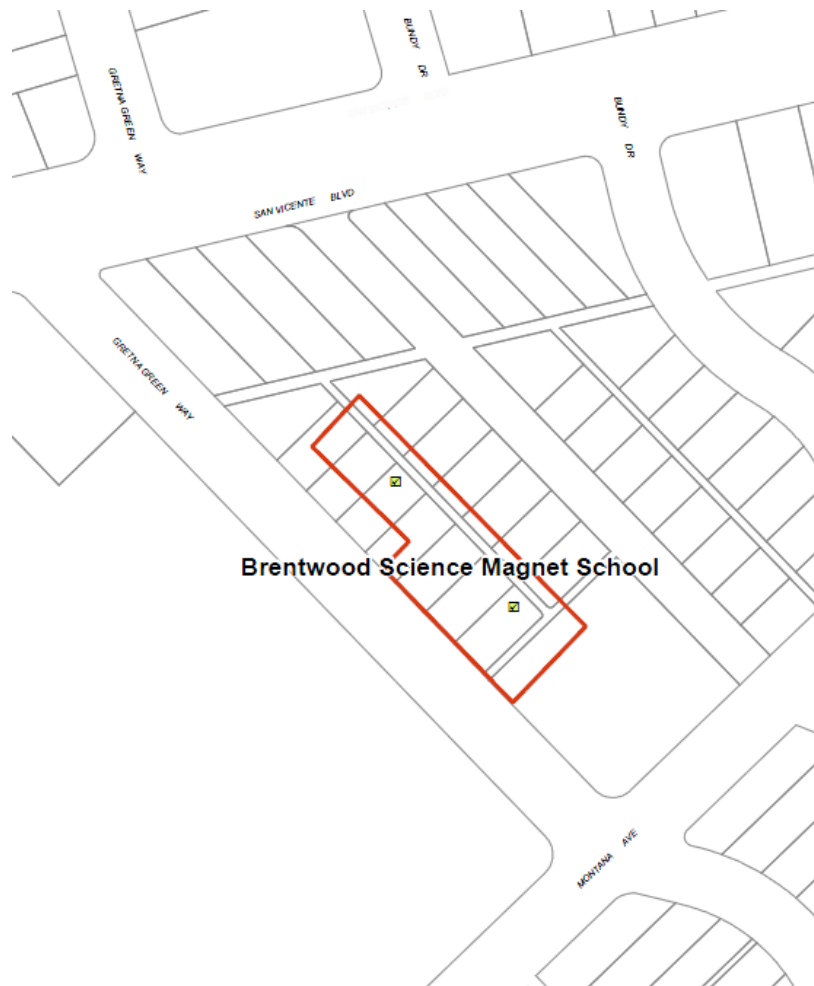 BUNDY DR
GRETNA GREEN WAY
BUNDY DR
SAN VICENTE BLVD
GRETNA GREEN WAY
Brentwood Science Magnet School
MONTANA AVE